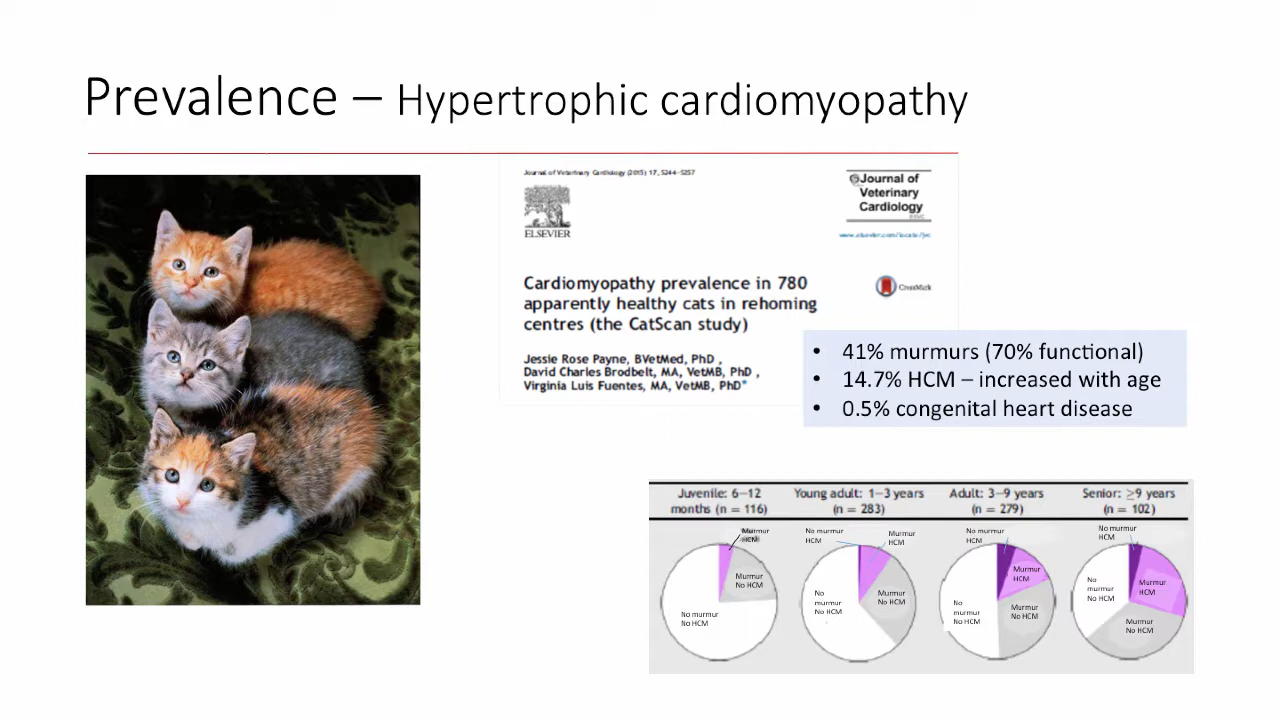 Prevalence – Hypertrophic cardiomyopathy
Journal of Veterinary Cardiology (2015) 17, S244–S257
ELSEVIER
Journal of
Veterinary
Cardiology
www.elsevier.com/locate/jvc
Cardiomyopathy prevalence in 780
apparently healthy cats in rehoming
centres (the CatScan study)
CrossMark
Jessie Rose Payne, BVetMed, PhD ,
David Charles Brodbelt, MA, VetMB, PhD ,
Virginia Luis Fuentes, MA, VetMB, PhD*
• 41% murmurs (70% functional)
• 14.7% HCM – increased with age
• 0.5% congenital heart disease
Juvenile: 6–12
months (n = 116)
Murmur
HCM
Murmur
No HCM
No murmur
No HCM
Young adult: 1–3 years
(n = 283)
No murmur
HCM
Murmur
HCM
No
murmur
No HCM
Murmur
No HCM
Adult: 3–9 years
(n = 279)
No murmur
HCM
Murmur
HCM
No
murmur
No HCM
Murmur
No HCM
Senior: ≥9 years
(n = 102)
No murmur
HCM
Murmur
HCM
No
murmur
No HCM
Murmur
No HCM